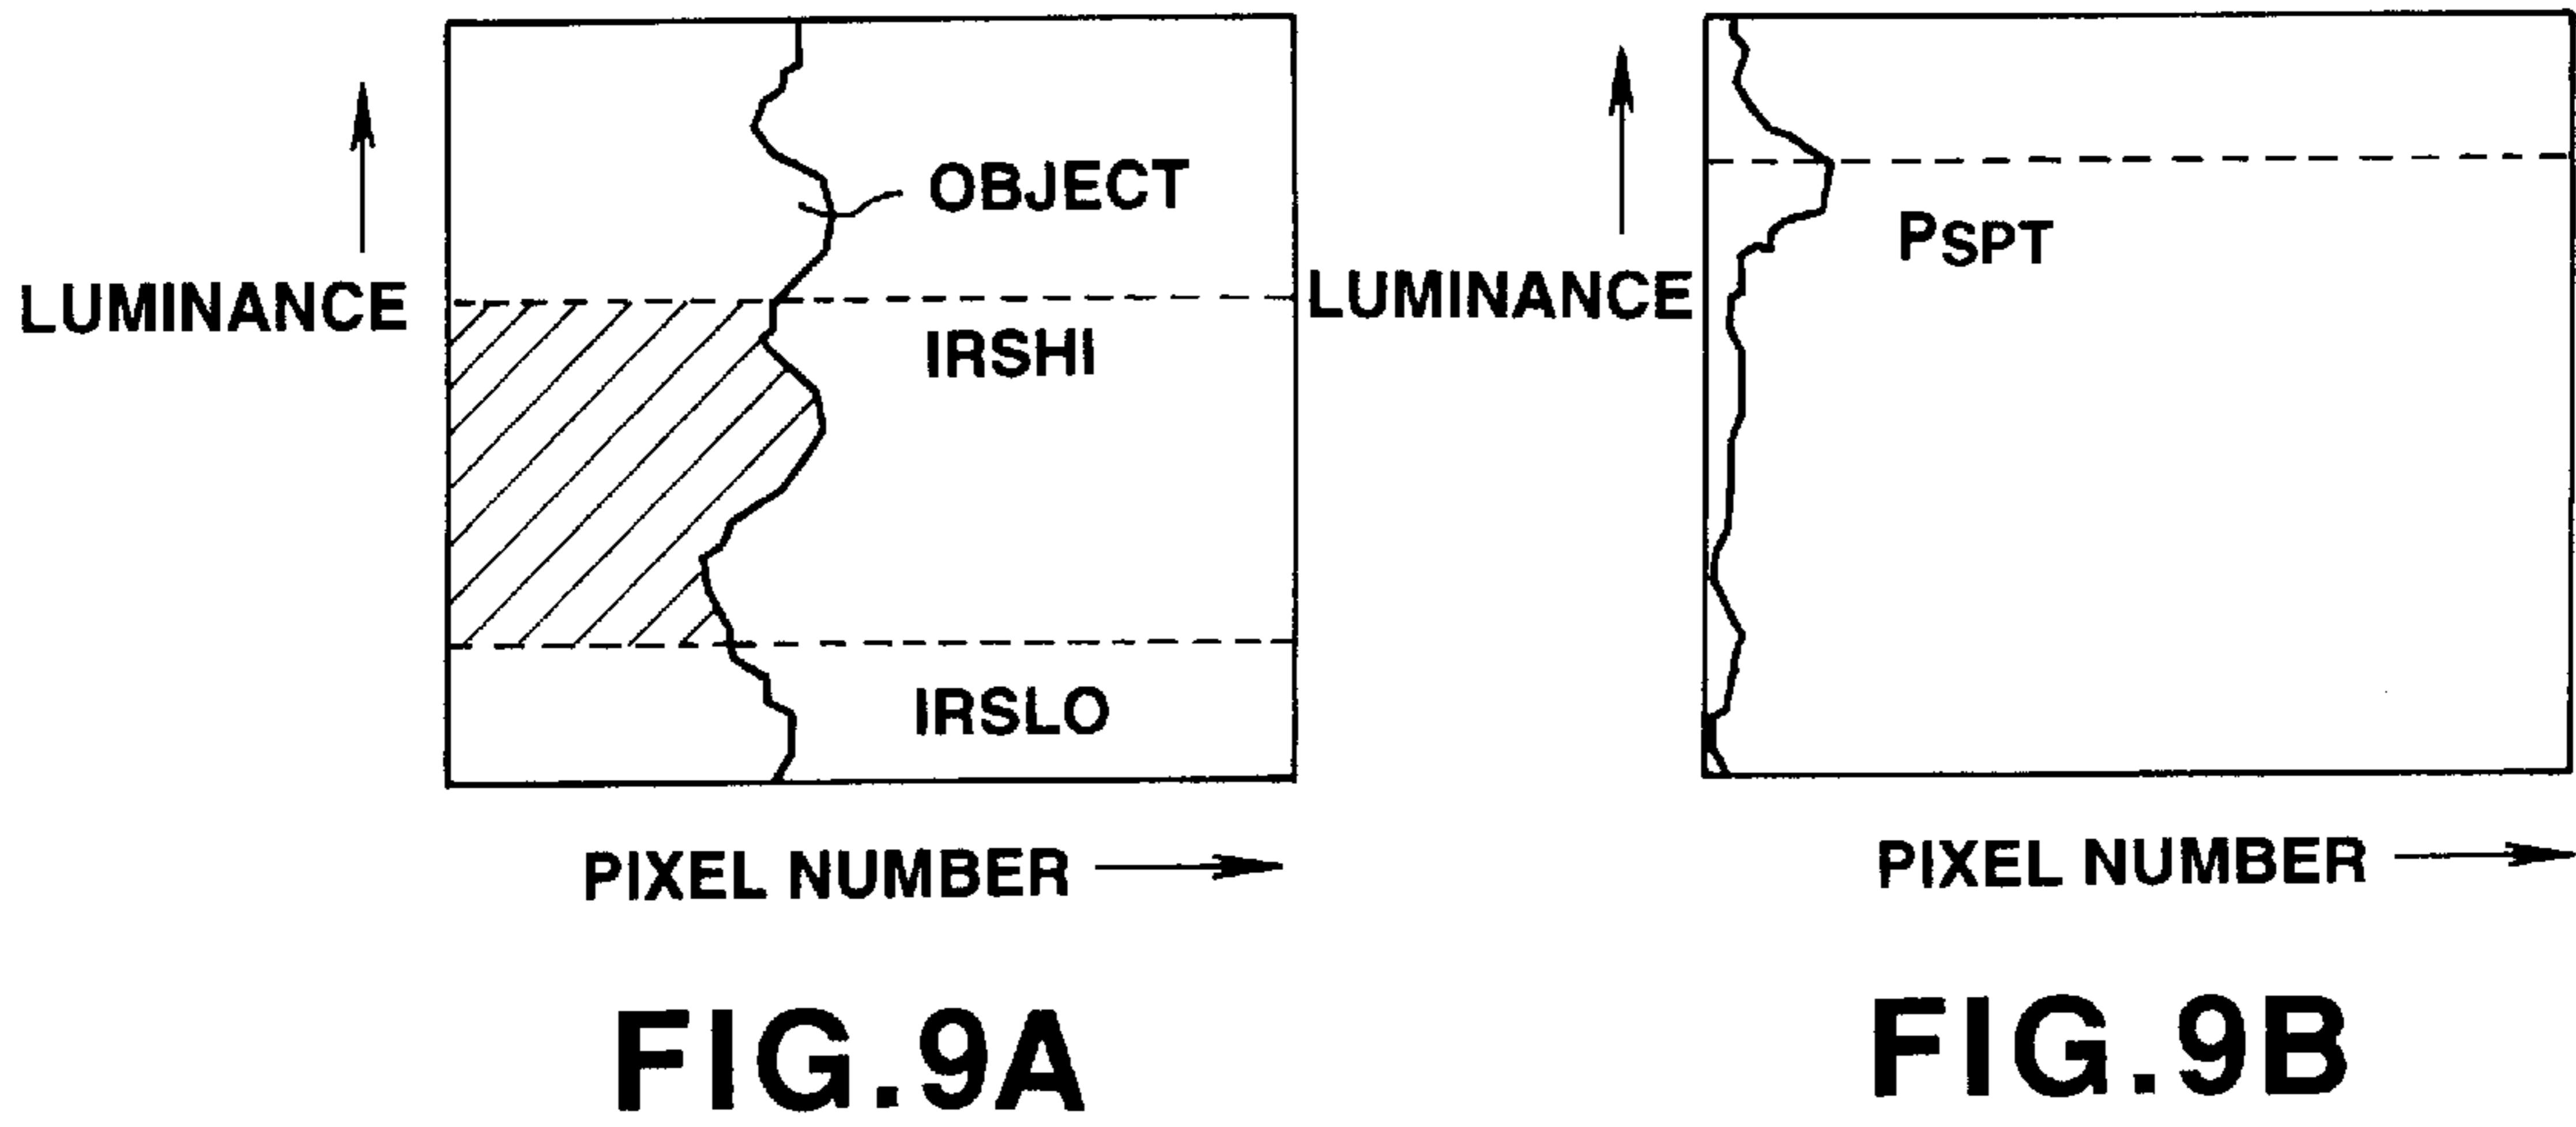 OBJECT
LUMINANCE
IRSHI
IRSLO
PIXEL NUMBER
FIG.9A
LUMINANCE
PSPT
PIXEL NUMBER
FIG.9B